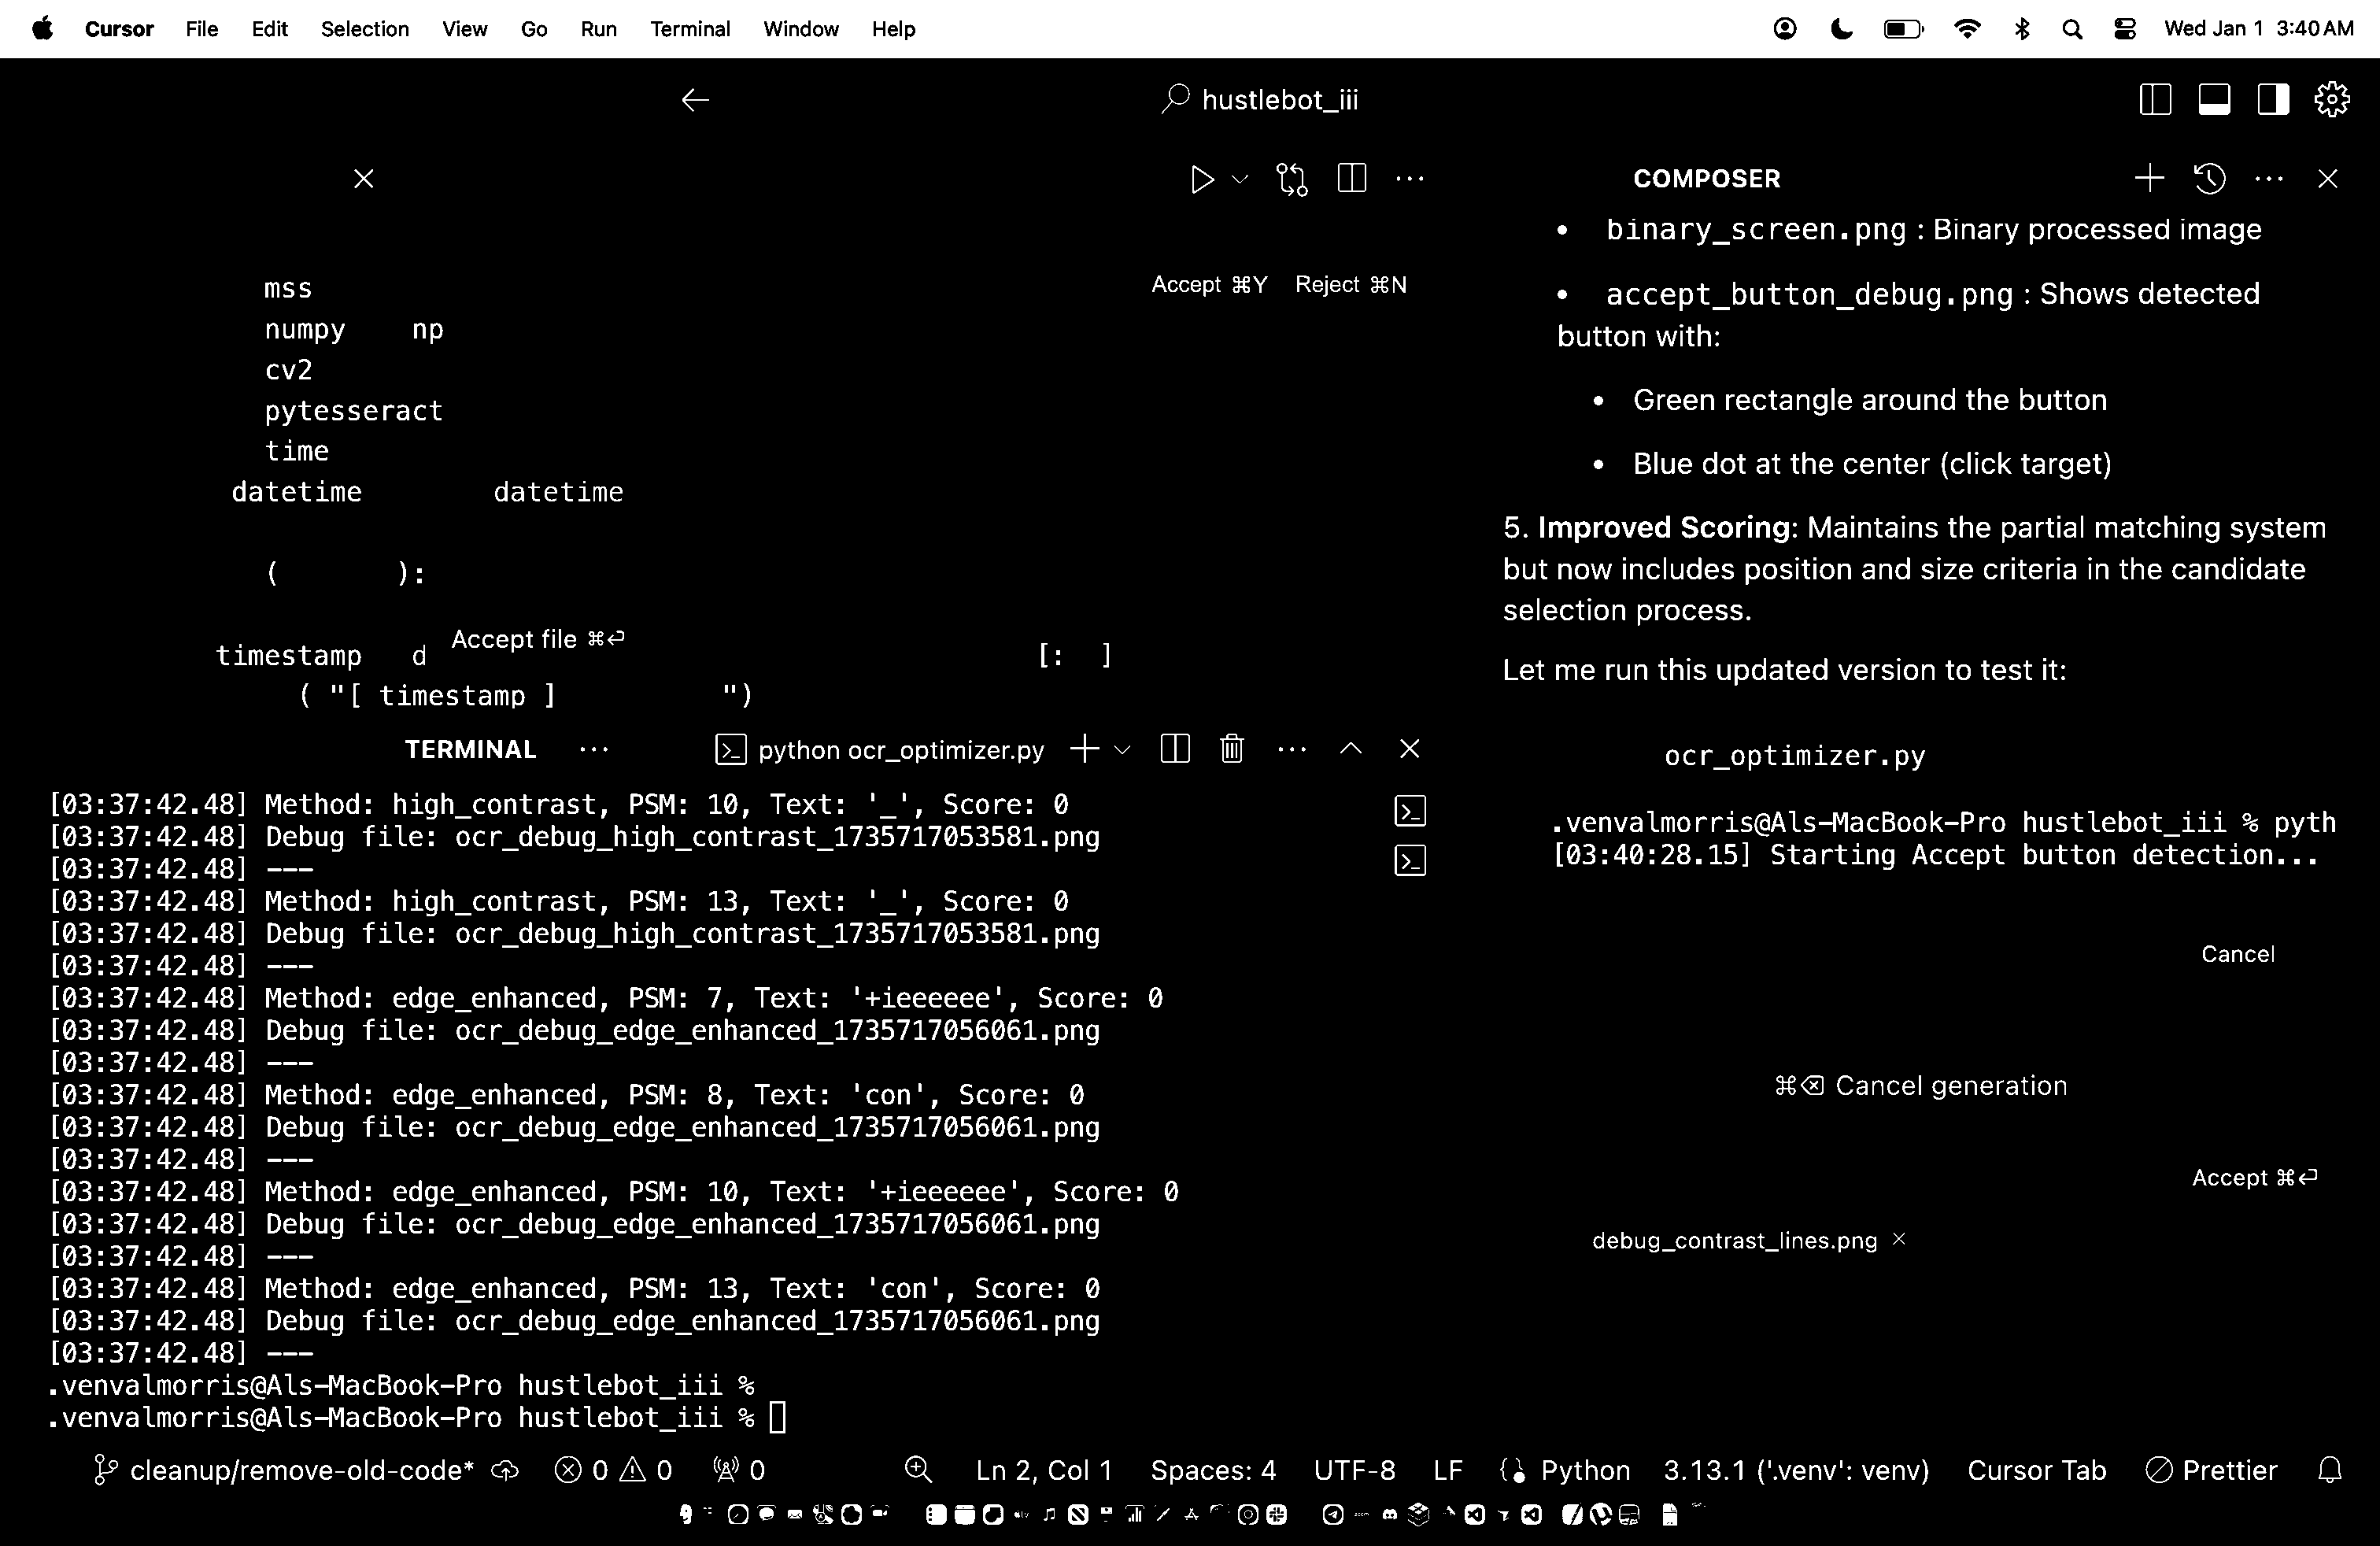 Cursor File Edit Selection View Go Run Terminal Window Help Wed Jan 1 3:40 AM
hustlebot_iii
Accept ⌘Y Reject ⌘N
mss
numpy np
cv2
pytesseract
time
datetime datetime
( ):
Accept file ⌘⏎
timestamp d [: ]
( "[ timestamp ] ")
TERMINAL ··· python ocr_optimizer.py
[03:37:42.48] Method: high_contrast, PSM: 10, Text: '_', Score: 0
[03:37:42.48] Debug file: ocr_debug_high_contrast_1735717053581.png
[03:37:42.48] ---
[03:37:42.48] Method: high_contrast, PSM: 13, Text: '_', Score: 0
[03:37:42.48] Debug file: ocr_debug_high_contrast_1735717053581.png
[03:37:42.48] ---
[03:37:42.48] Method: edge_enhanced, PSM: 7, Text: '+ieeeeee', Score: 0
[03:37:42.48] Debug file: ocr_debug_edge_enhanced_1735717056061.png
[03:37:42.48] ---
[03:37:42.48] Method: edge_enhanced, PSM: 8, Text: 'con', Score: 0
[03:37:42.48] Debug file: ocr_debug_edge_enhanced_1735717056061.png
[03:37:42.48] ---
[03:37:42.48] Method: edge_enhanced, PSM: 10, Text: '+ieeeeee', Score: 0
[03:37:42.48] Debug file: ocr_debug_edge_enhanced_1735717056061.png
[03:37:42.48] ---
[03:37:42.48] Method: edge_enhanced, PSM: 13, Text: 'con', Score: 0
[03:37:42.48] Debug file: ocr_debug_edge_enhanced_1735717056061.png
[03:37:42.48] ---
.venvalmorris@Als-MacBook-Pro hustlebot_iii %
.venvalmorris@Als-MacBook-Pro hustlebot_iii %
COMPOSER
• binary_screen.png : Binary processed image
• accept_button_debug.png : Shows detected
button with:
• Green rectangle around the button
• Blue dot at the center (click target)
5. Improved Scoring: Maintains the partial matching system
but now includes position and size criteria in the candidate
selection process.
Let me run this updated version to test it:
ocr_optimizer.py
.venvalmorris@Als-MacBook-Pro hustlebot_iii % pyth
[03:40:28.15] Starting Accept button detection...
Cancel
⌘⌫ Cancel generation
Accept ⌘⏎
debug_contrast_lines.png ×
cleanup/remove-old-code* 0 0 0 Ln 2, Col 1 Spaces: 4 UTF-8 LF Python 3.13.1 ('.venv': venv) Cursor Tab Prettier